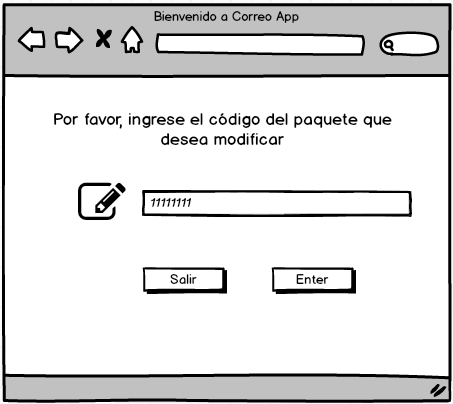 Bienvenido a Correo App
Por favor, ingrese el código del paquete que
desea modificar
11111111
Salir
Enter